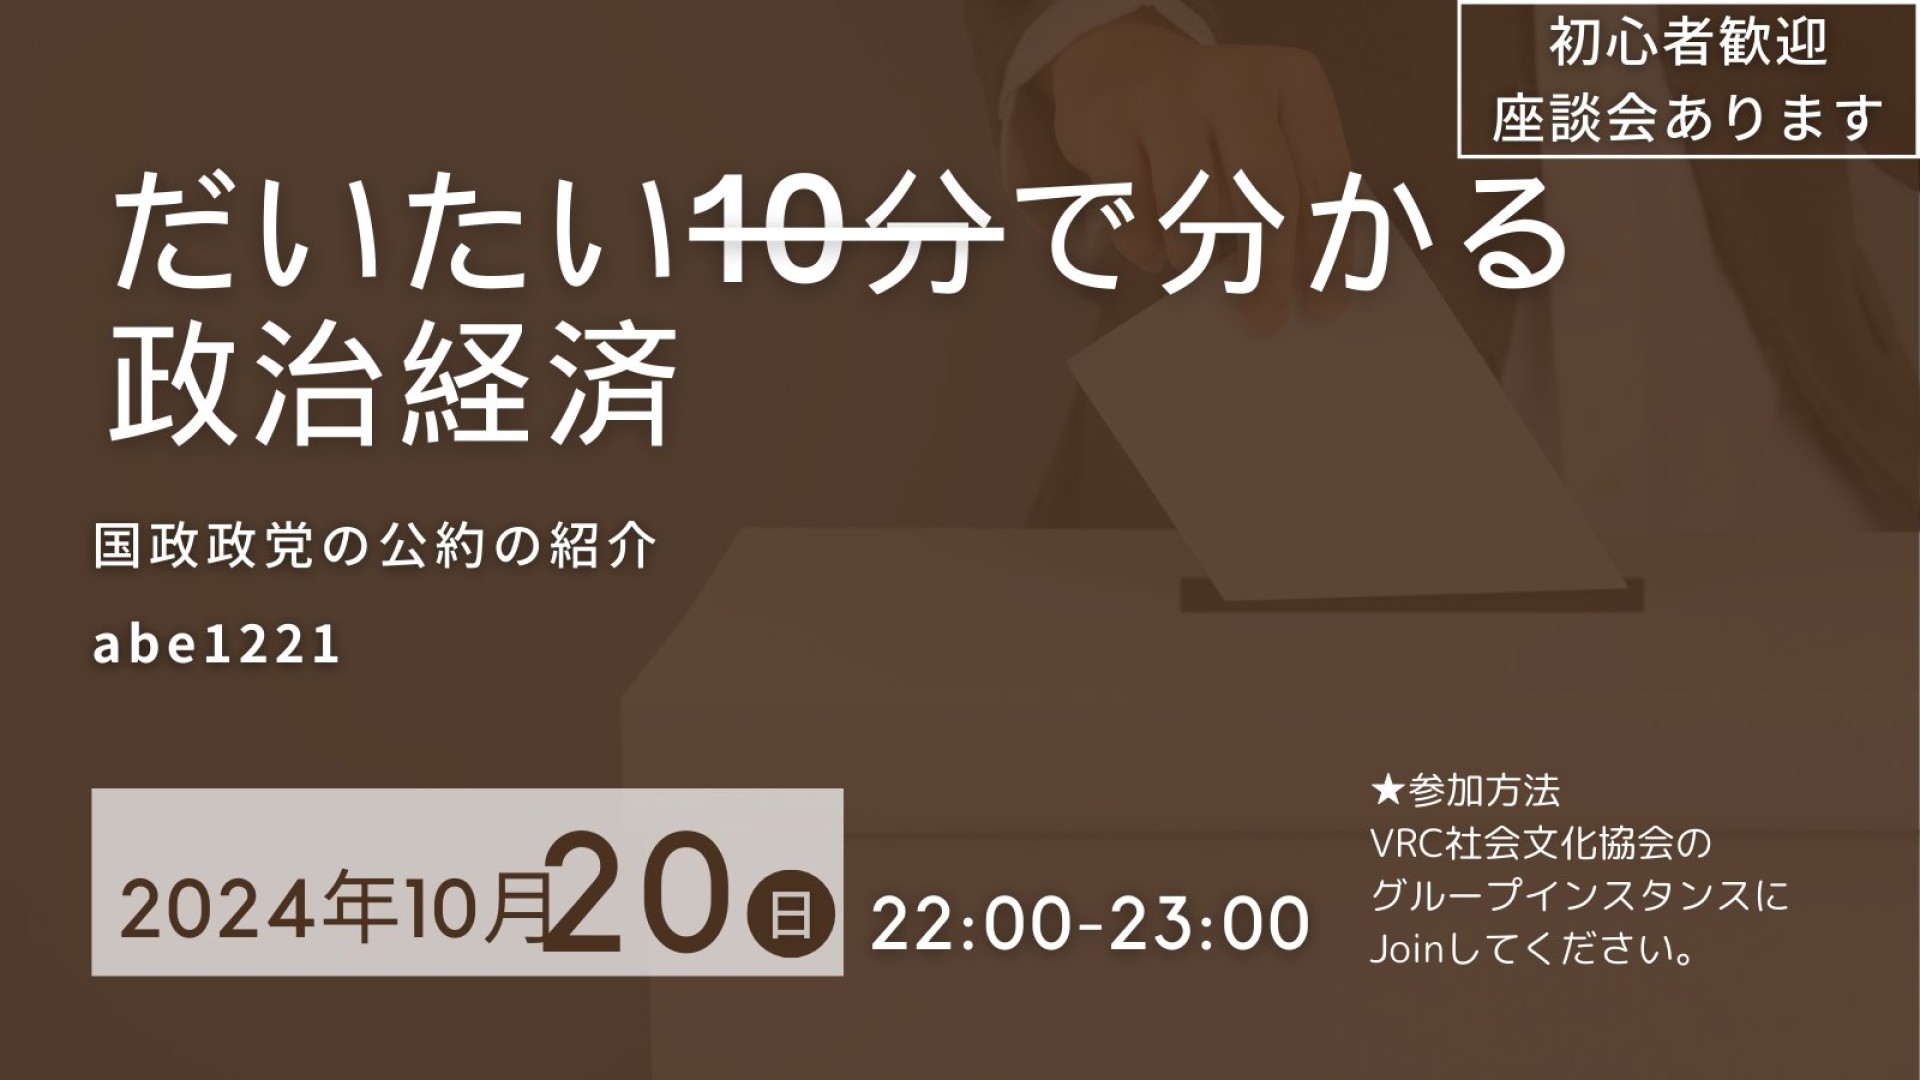 初心者歓迎
座談会あります
だいたい10分で分かる
政治経済
国政政党の公約の紹介
abe1221
2024年10月20日
22:00-23:00
★参加方法
VRC社会文化協会の
グループインスタンスに
Joinしてください。